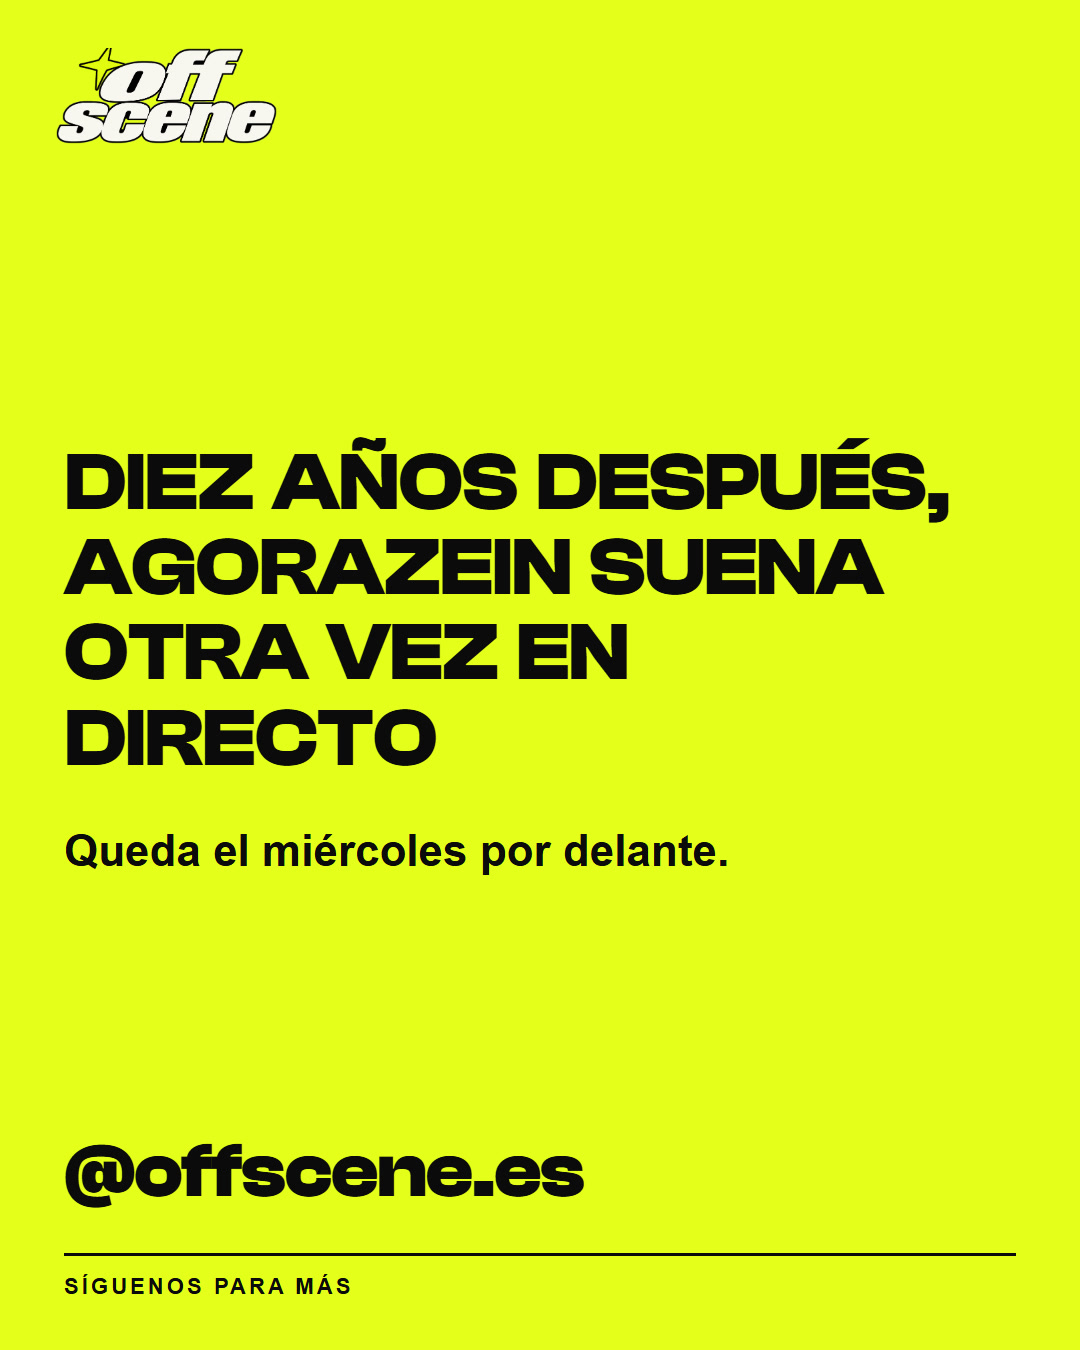 off
scene
DIEZ AÑOS DESPUÉS,
AGORAZEIN SUENA
OTRA VEZ EN
DIRECTO
Queda el miércoles por delante.
@offscene.es
SÍGUENOS PARA MÁS